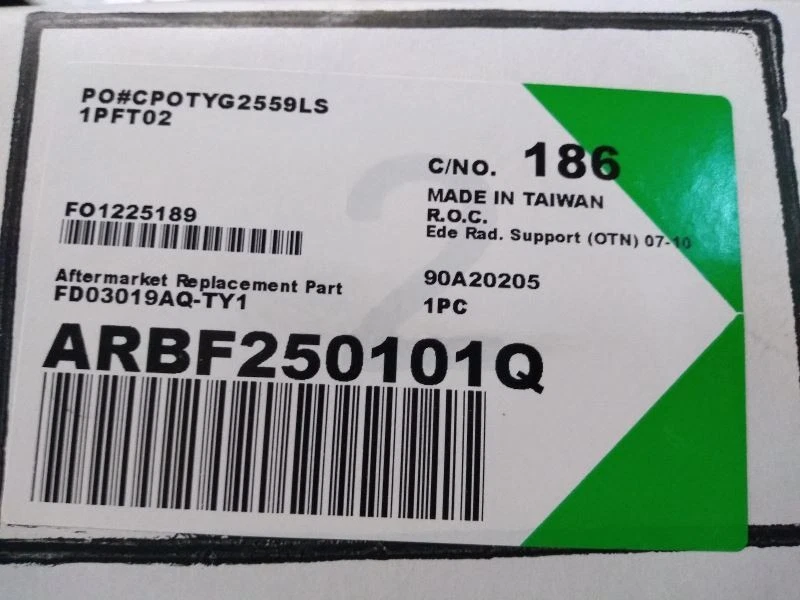 PO#CPOTYG2559LS
1PFT02
C/NO. 186
MADE IN TAIWAN
R.O.C.
Ede Rad. Support (OTN) 07-10
FO1225189
Aftermarket Replacement Part
FD03019AQ-TY1
90A20205
1PC
ARBF250101Q
2